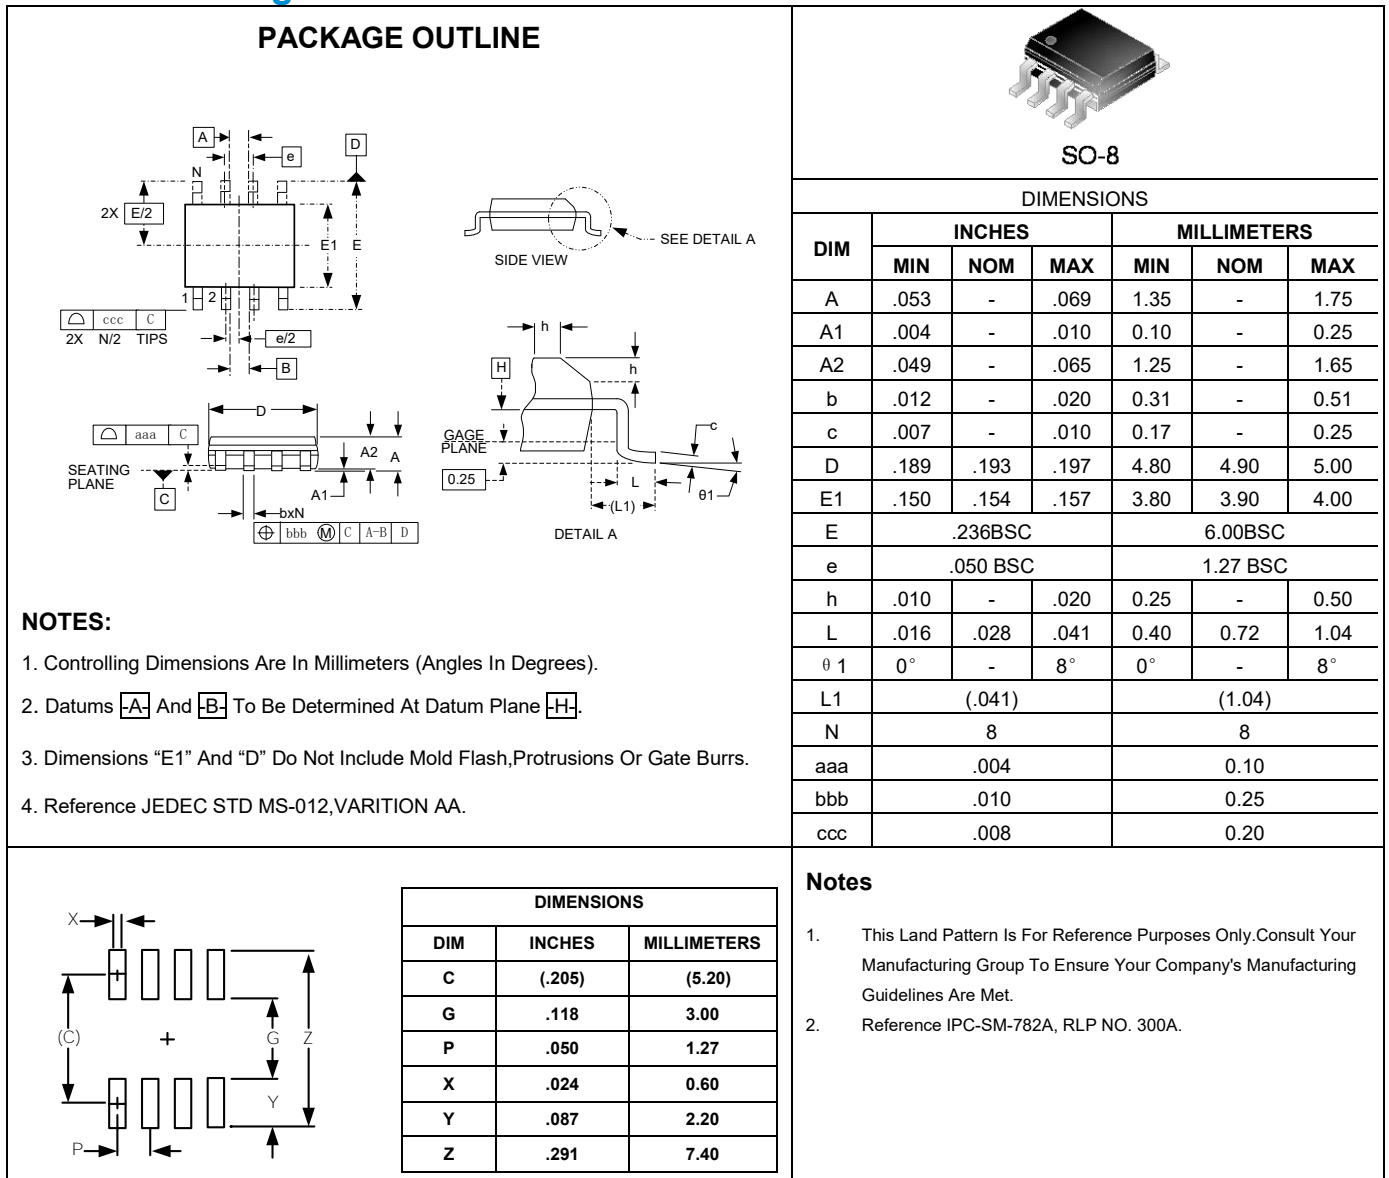 PACKAGE OUTLINE
A
e
D
N
2X E/2
E1 E
1 2
⌓ ccc C
2X N/2 TIPS
e/2
B
SIDE VIEW
SEE DETAIL A
h
H
h
GAGE
PLANE
0.25
c
L
(L1)
θ1
DETAIL A
D
⌓ aaa C
A2 A
SEATING
PLANE
C
A1
bxN
⌖ bbb Ⓜ C A-B D
NOTES:
1. Controlling Dimensions Are In Millimeters (Angles In Degrees).
2. Datums -A- And -B- To Be Determined At Datum Plane -H-.
3. Dimensions “E1” And “D” Do Not Include Mold Flash,Protrusions Or Gate Burrs.
4. Reference JEDEC STD MS-012,VARITION AA.
SO-8
DIMENSIONS
DIM INCHES MILLIMETERS
MIN NOM MAX MIN NOM MAX
A .053 - .069 1.35 - 1.75
A1 .004 - .010 0.10 - 0.25
A2 .049 - .065 1.25 - 1.65
b .012 - .020 0.31 - 0.51
c .007 - .010 0.17 - 0.25
D .189 .193 .197 4.80 4.90 5.00
E1 .150 .154 .157 3.80 3.90 4.00
E .236BSC 6.00BSC
e .050 BSC 1.27 BSC
h .010 - .020 0.25 - 0.50
L .016 .028 .041 0.40 0.72 1.04
θ 1 0° - 8° 0° - 8°
L1 (.041) (1.04)
N 8 8
aaa .004 0.10
bbb .010 0.25
ccc .008 0.20
X
(C)
G
Z
Y
P
DIMENSIONS
DIM INCHES MILLIMETERS
C (.205) (5.20)
G .118 3.00
P .050 1.27
X .024 0.60
Y .087 2.20
Z .291 7.40
Notes
1. This Land Pattern Is For Reference Purposes Only.Consult Your
Manufacturing Group To Ensure Your Company's Manufacturing
Guidelines Are Met.
2. Reference IPC-SM-782A, RLP NO. 300A.